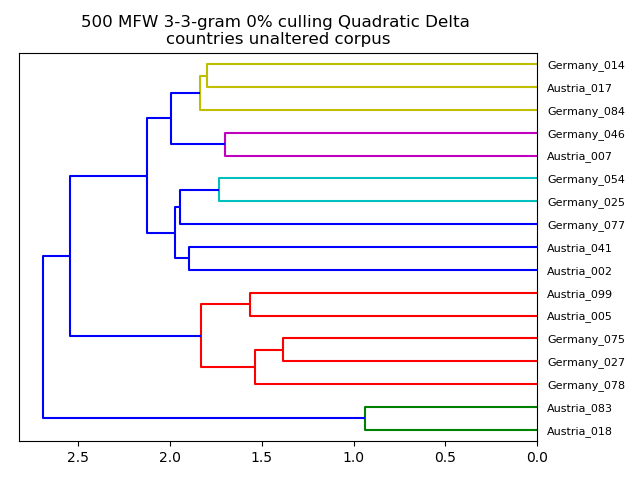 500 MFW 3-3-gram 0% culling Quadratic Delta
countries unaltered corpus
Germany_014
Austria_017
Germany_084
Germany_046
Austria_007
Germany_054
Germany_025
Germany_077
Austria_041
Austria_002
Austria_099
Austria_005
Germany_075
Germany_027
Germany_078
Austria_083
Austria_018
2.5 2.0 1.5 1.0 0.5 0.0